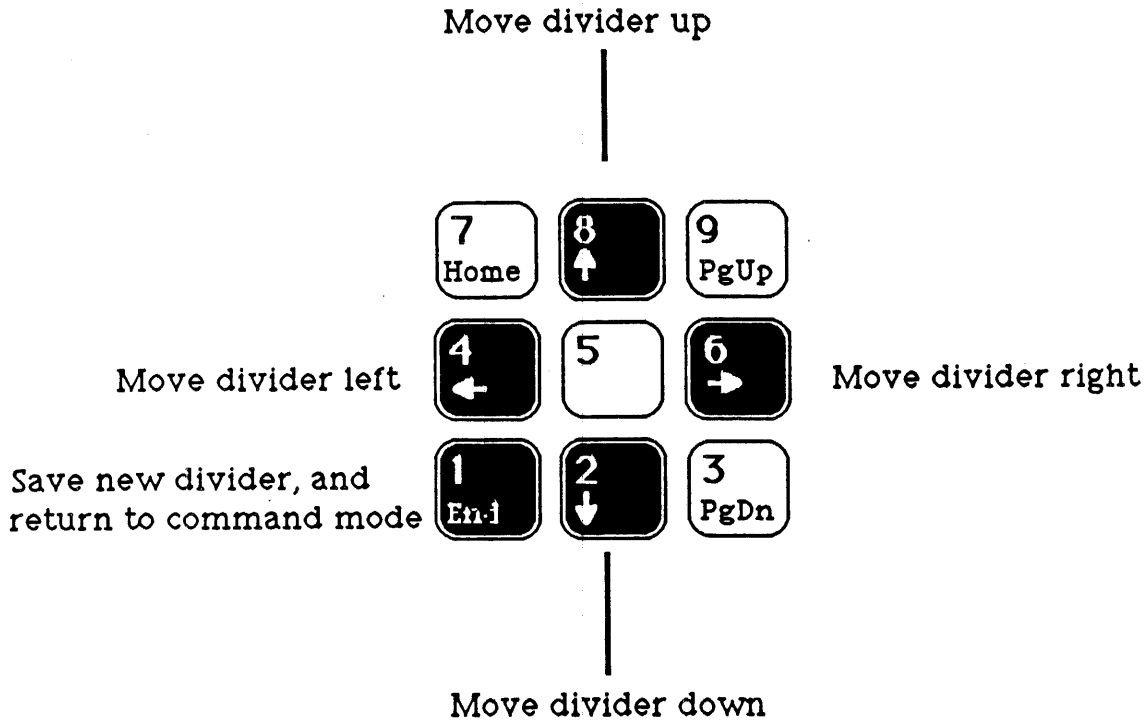 Move divider up
7
Home
8
9
PgUp
Move divider left
4
5
6
Move divider right
Save new divider, and
return to command mode
1
End
2
3
PgDn
Move divider down